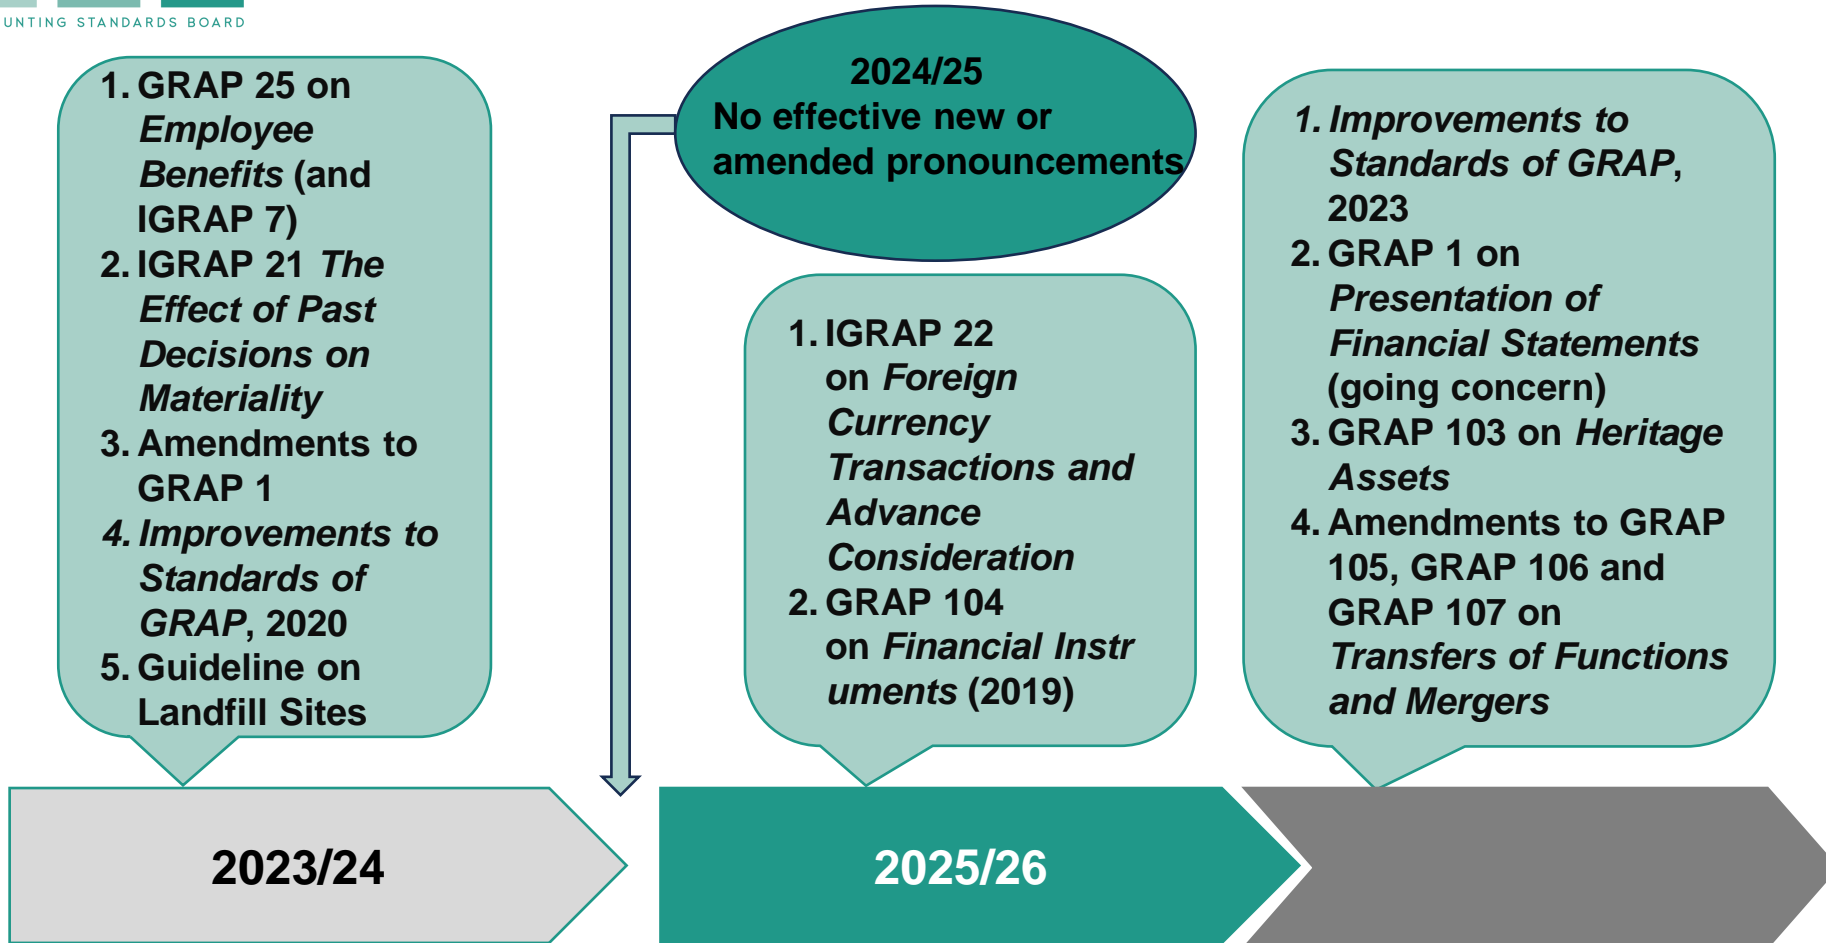 UNTING STANDARDS BOARD
1. GRAP 25 on
Employee
Benefits (and
IGRAP 7)
2. IGRAP 21 The
Effect of Past
Decisions on
Materiality
3. Amendments to
GRAP 1
4. Improvements to
Standards of
GRAP, 2020
5. Guideline on
Landfill Sites
2024/25
No effective new or
amended pronouncements
1. IGRAP 22
on Foreign
Currency
Transactions and
Advance
Consideration
2. GRAP 104
on Financial Instr
uments (2019)
1. Improvements to
Standards of GRAP,
2023
2. GRAP 1 on
Presentation of
Financial Statements
(going concern)
3. GRAP 103 on Heritage
Assets
4. Amendments to GRAP
105, GRAP 106 and
GRAP 107 on
Transfers of Functions
and Mergers
2023/24
2025/26